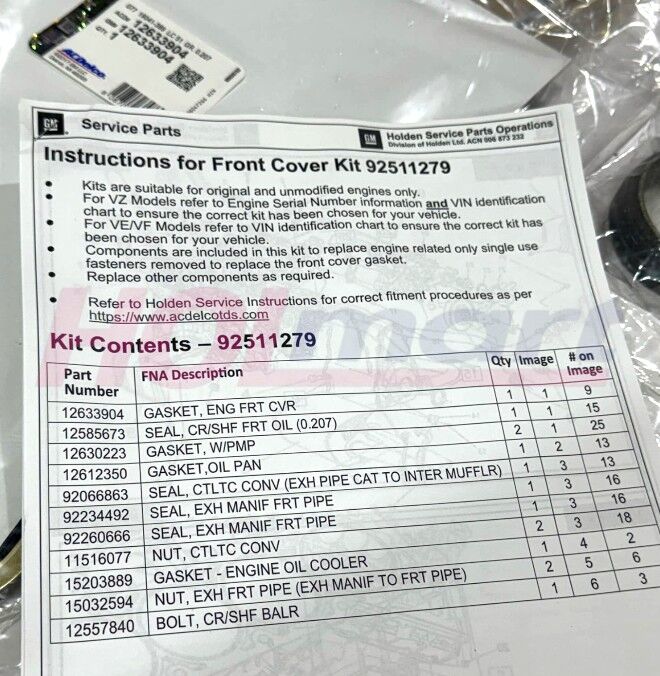 12633904
12633904
QTY. 1
ACDelco
GM Service Parts
GM Holden Service Parts Operations
Division of Holden Ltd. ACN 006 873 232
Instructions for Front Cover Kit 92511279
• Kits are suitable for original and unmodified engines only.
• For VZ Models refer to Engine Serial Number information and VIN identification
chart to ensure the correct kit has been chosen for your vehicle.
• For VE/VF Models refer to VIN identification chart to ensure the correct kit has
been chosen for your vehicle.
• Components are included in this kit to replace engine related only single use
fasteners removed to replace the front cover gasket.
• Replace other components as required.
• Refer to Holden Service Instructions for correct fitment procedures as per
https://www.acdelcotds.com
Holmart
Kit Contents – 92511279
Part Number FNA Description Qty Image # on Image
12633904 GASKET, ENG FRT CVR 1 1 9
12585673 SEAL, CR/SHF FRT OIL (0.207) 1 1 15
12630223 GASKET, W/PMP 2 1 25
12612350 GASKET,OIL PAN 1 2 13
92066863 SEAL, CTLTC CONV (EXH PIPE CAT TO INTER MUFFLR) 1 3 13
92234492 SEAL, EXH MANIF FRT PIPE 1 3 16
92260666 SEAL, EXH MANIF FRT PIPE 1 3 16
11516077 NUT, CTLTC CONV 2 3 18
15203889 GASKET - ENGINE OIL COOLER 1 4 2
15032594 NUT, EXH FRT PIPE (EXH MANIF TO FRT PIPE) 2 5 6
12557840 BOLT, CR/SHF BALR 1 6 3